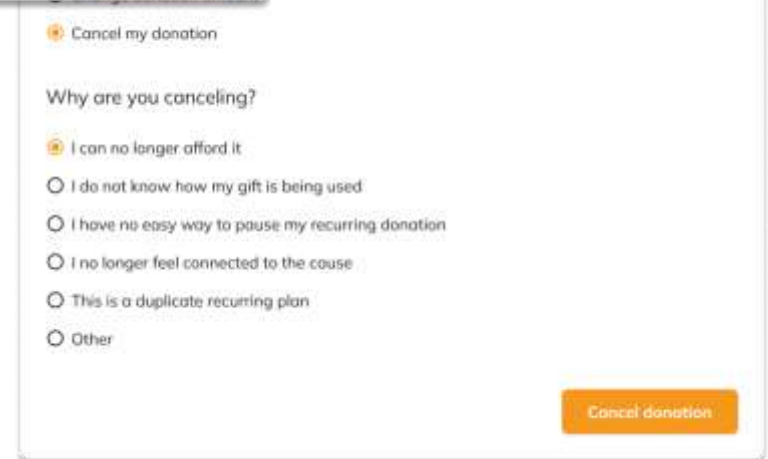 Cancel my donation
Why are you canceling?
I can no longer afford it
I do not know how my gift is being used
I have no easy way to pause my recurring donation
I no longer feel connected to the cause
This is a duplicate recurring plan
Other
Cancel donation